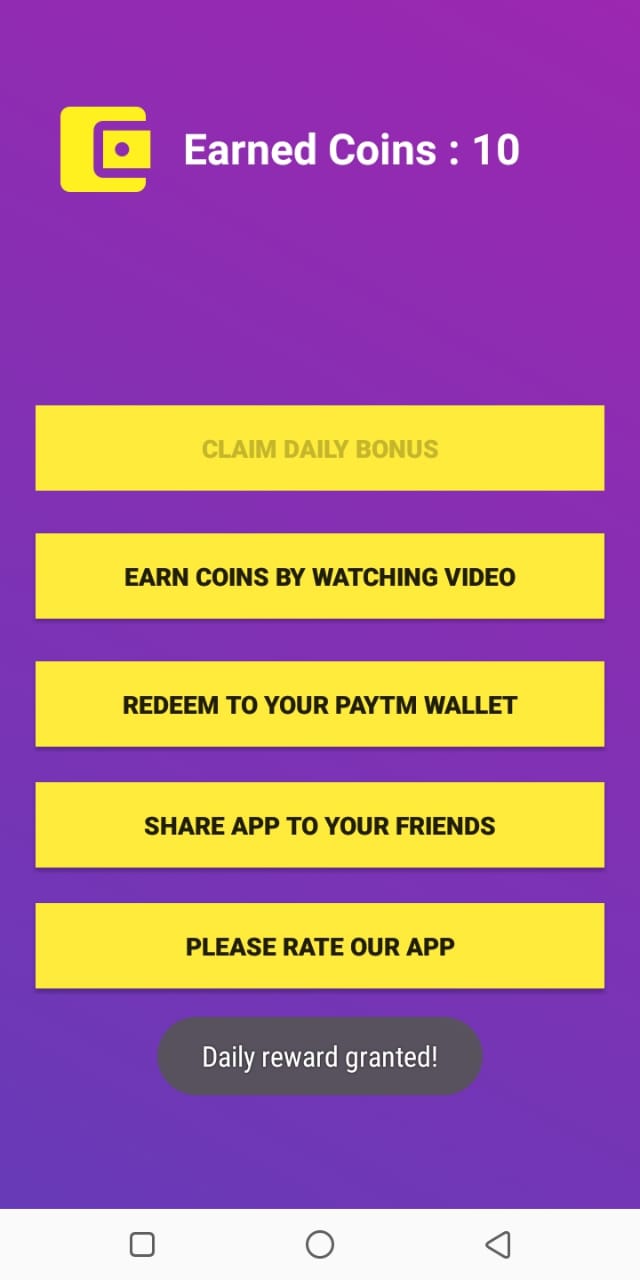 Earned Coins : 10
CLAIM DAILY BONUS
EARN COINS BY WATCHING VIDEO
REDEEM TO YOUR PAYTM WALLET
SHARE APP TO YOUR FRIENDS
PLEASE RATE OUR APP
Daily reward granted!